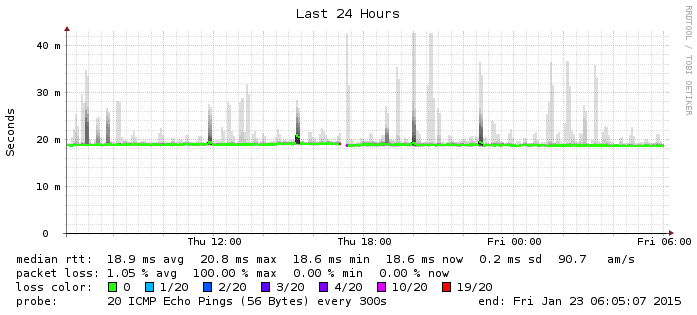 Last 24 Hours
RRDTOOL / TOBI OETIKER
Seconds
40 m
30 m
20 m
10 m
0
Thu 12:00 Thu 18:00 Fri 00:00 Fri 06:00
median rtt: 18.9 ms avg 20.8 ms max 18.6 ms min 18.6 ms now 0.2 ms sd 90.7 am/s
packet loss: 1.05 % avg 100.00 % max 0.00 % min 0.00 % now
loss color: 0 1/20 2/20 3/20 4/20 10/20 19/20
probe: 20 ICMP Echo Pings (56 Bytes) every 300s end: Fri Jan 23 06:05:07 2015